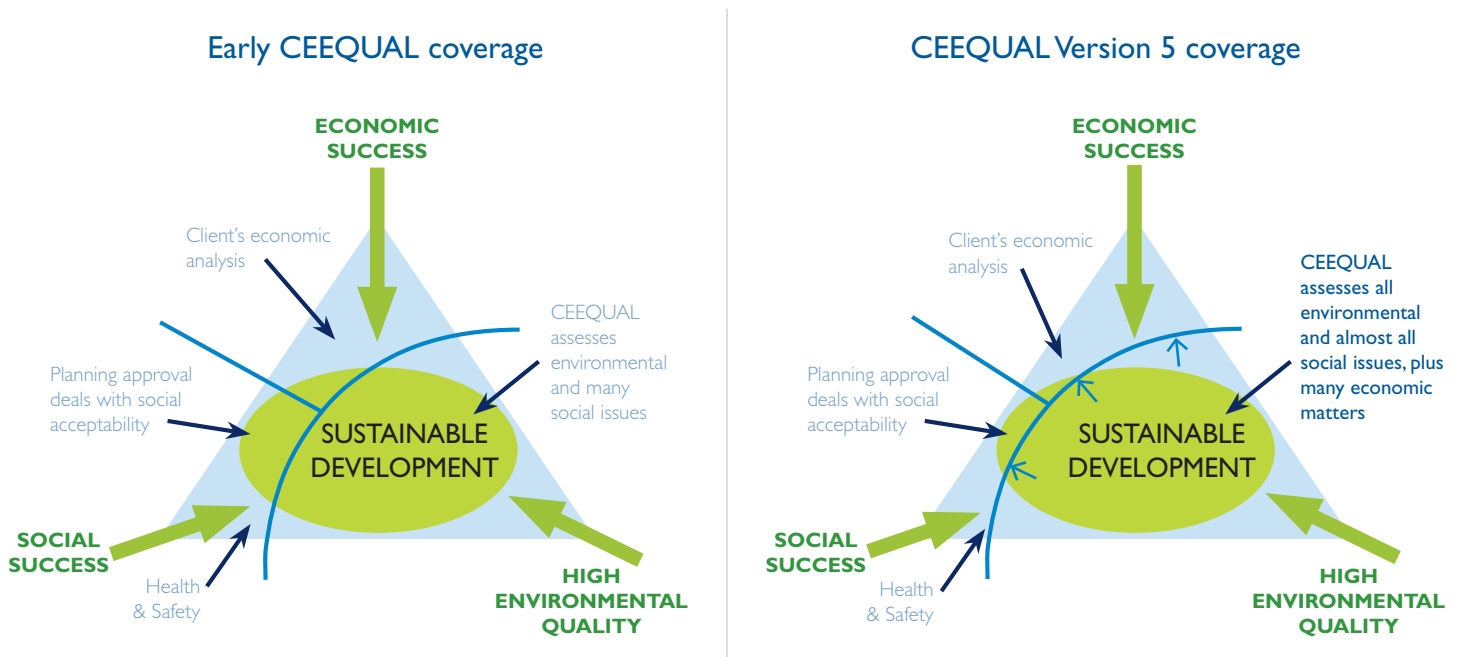 Early CEEQUAL coverage
ECONOMIC
SUCCESS
Client's economic
analysis
CEEQUAL
assesses
environmental
and many
social issues
Planning approval
deals with social
acceptability
SUSTAINABLE
DEVELOPMENT
SOCIAL
SUCCESS
Health
& Safety
HIGH
ENVIRONMENTAL
QUALITY
CEEQUAL Version 5 coverage
ECONOMIC
SUCCESS
Client's economic
analysis
CEEQUAL
assesses all
environmental
and almost all
social issues, plus
many economic
matters
Planning approval
deals with social
acceptability
SUSTAINABLE
DEVELOPMENT
SOCIAL
SUCCESS
Health
& Safety
HIGH
ENVIRONMENTAL
QUALITY